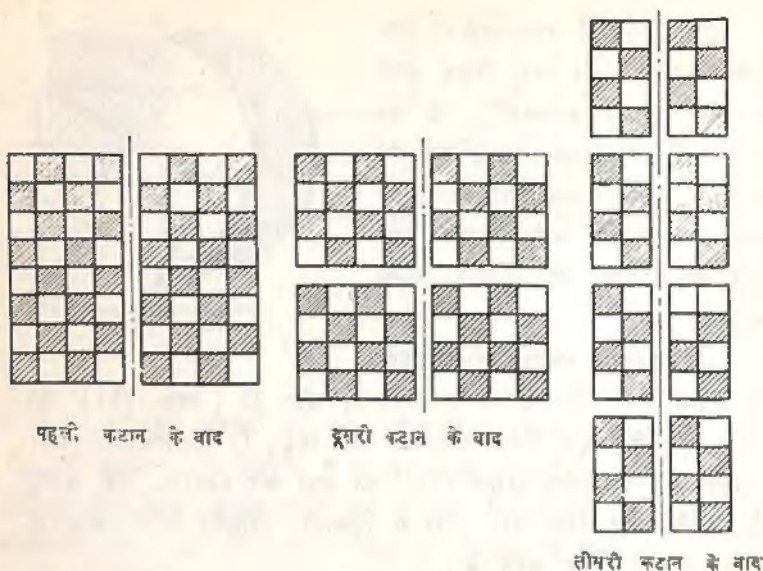 पहली कटान के बाद
दूसरी कटान के बाद
तीसरी कटान के बाद